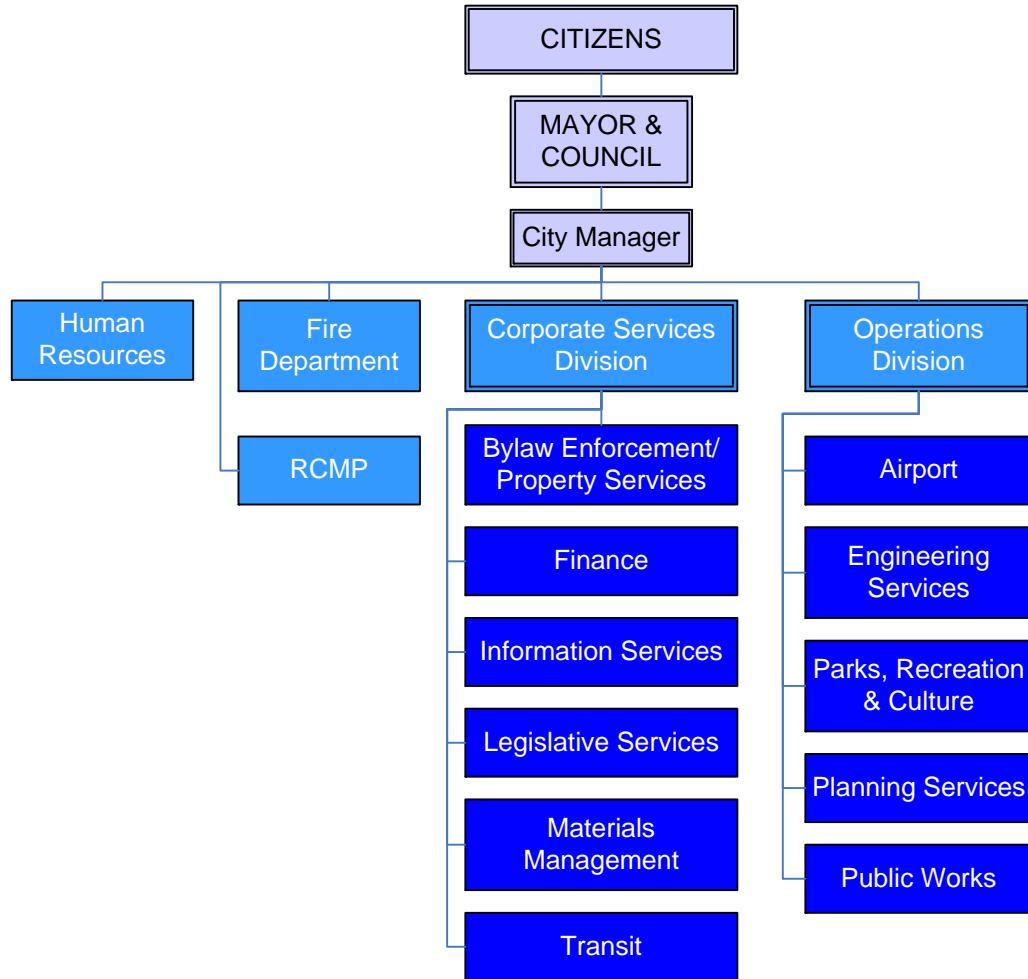 CITIZENS
MAYOR &
COUNCIL
City Manager
Human
Resources
Fire
Department
Corporate Services
Division
Operations
Division
RCMP
Bylaw Enforcement/
Property Services
Airport
Finance
Engineering
Services
Information Services
Parks, Recreation
& Culture
Legislative Services
Planning Services
Materials
Management
Public Works
Transit